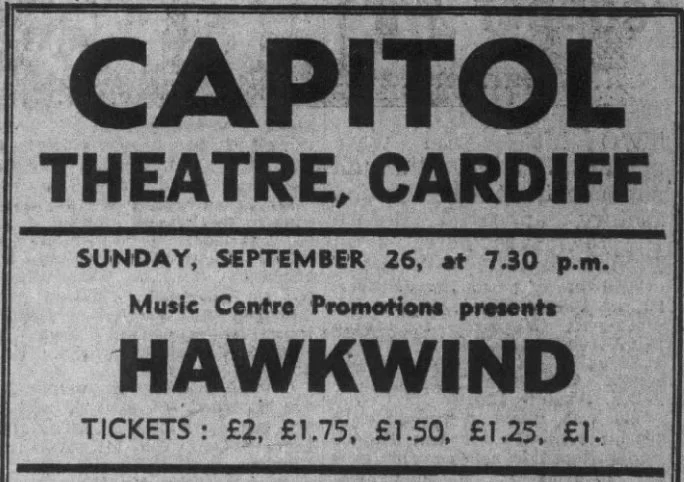 CAPITOL
THEATRE, CARDIFF
SUNDAY, SEPTEMBER 26, at 7.30 p.m.
Music Centre Promotions presents
HAWKWIND
TICKETS : £2, £1.75, £1.50, £1.25, £1.